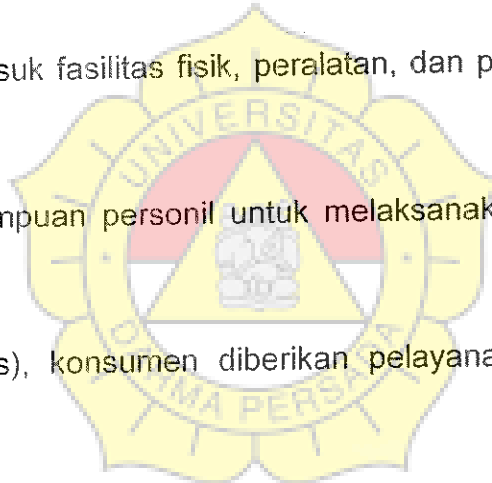 suk fasilitas fisik, peralatan, dan p
UNIVERSITAS
mpuan personil untuk melaksanak
s), konsumen diberikan pelayana
DARMA PERSADA